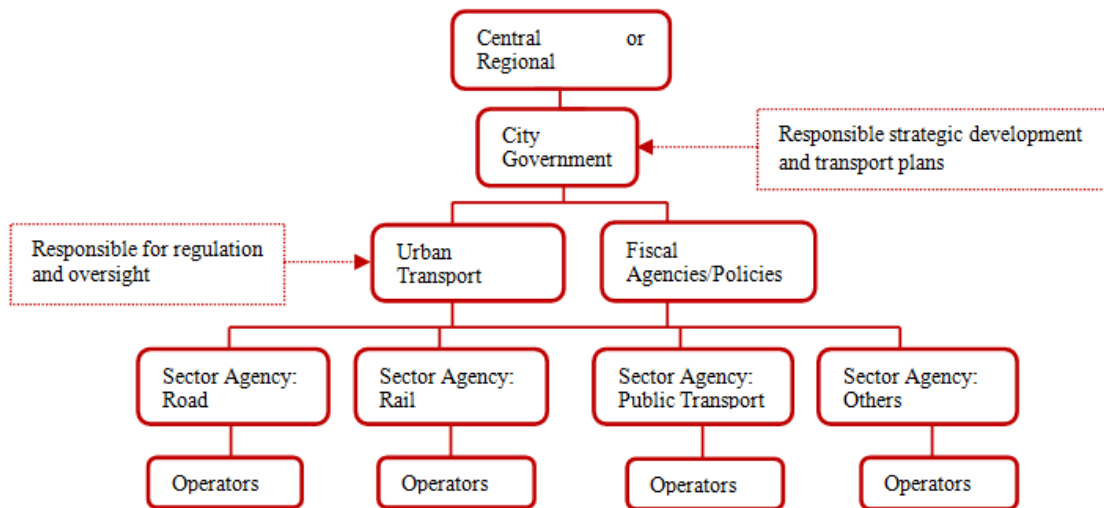 Central or
Regional
City
Government
Responsible strategic development
and transport plans
Responsible for regulation
and oversight
Urban
Transport
Fiscal
Agencies/Policies
Sector Agency:
Road
Sector Agency:
Rail
Sector Agency:
Public Transport
Sector Agency:
Others
Operators
Operators
Operators
Operators